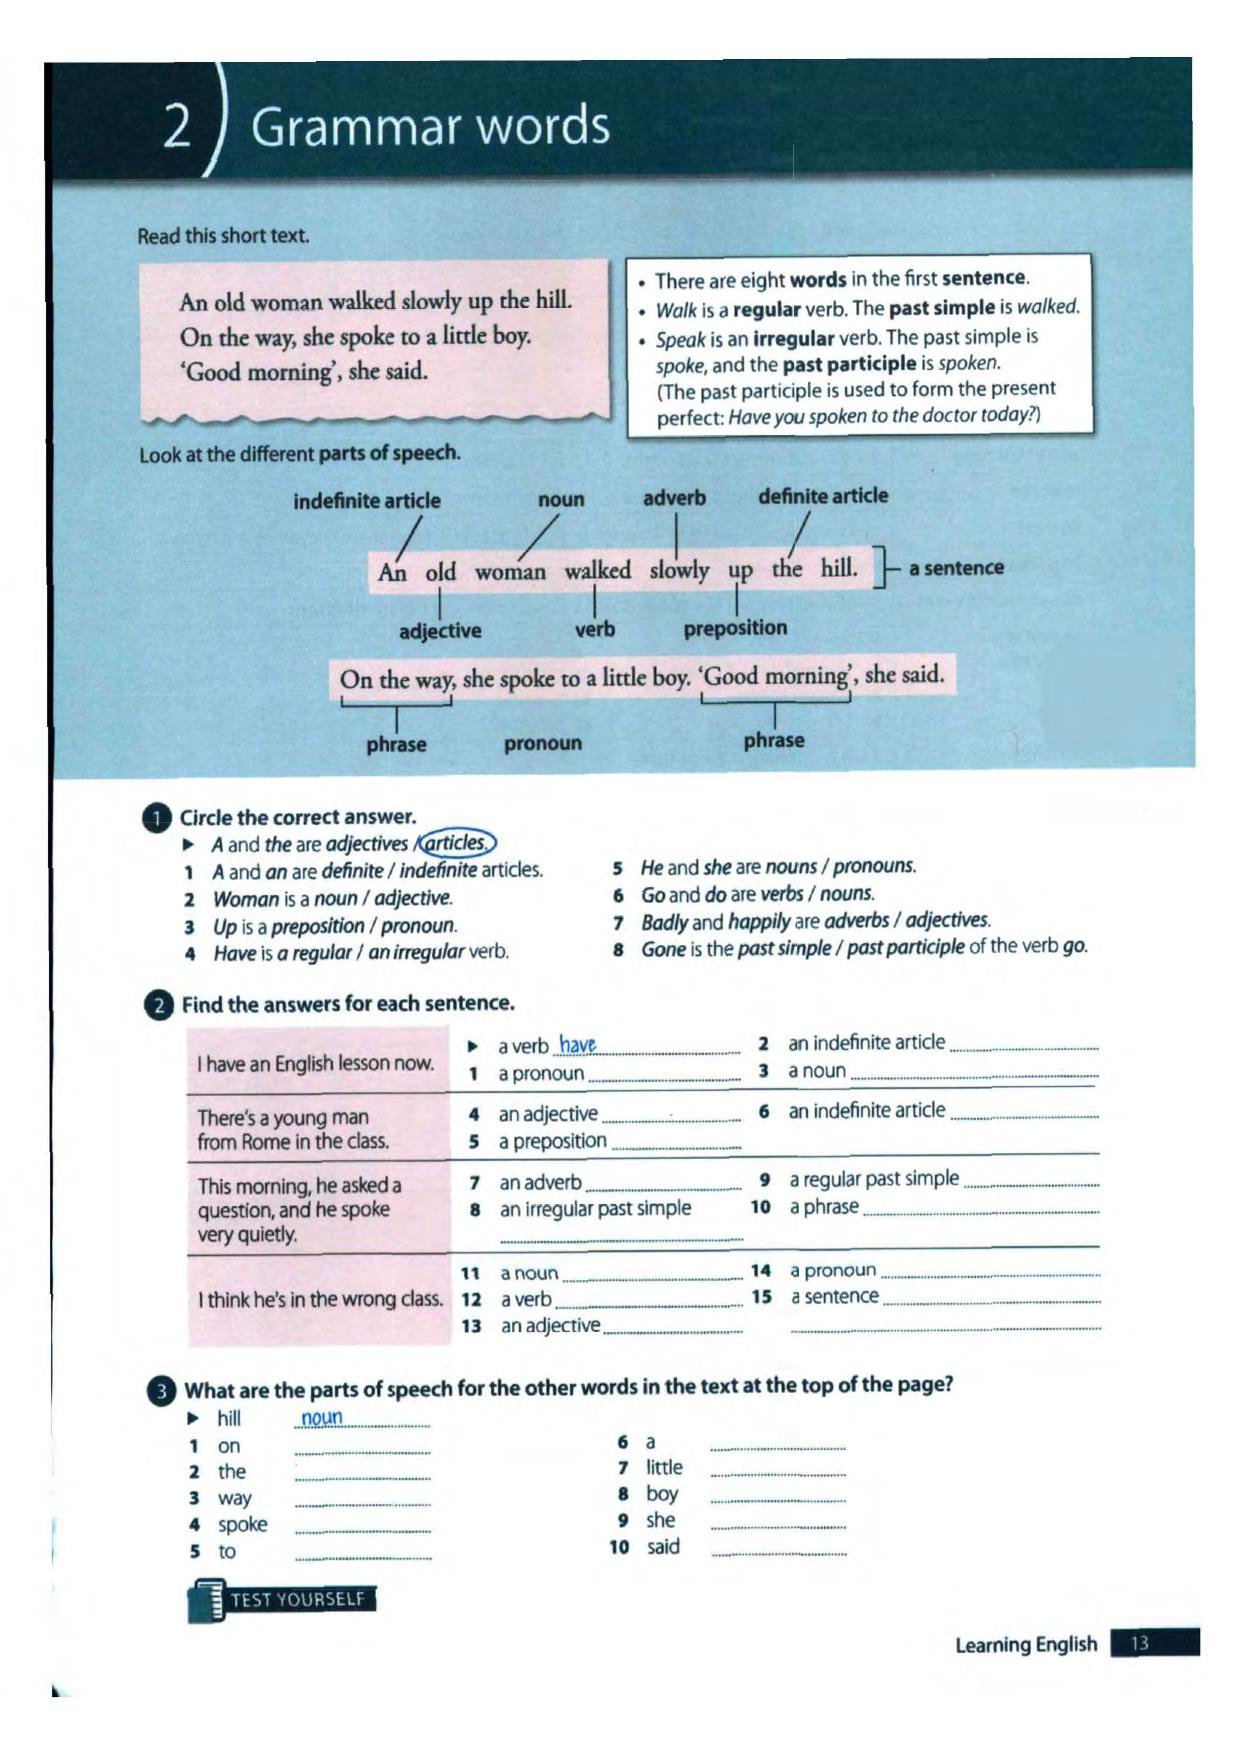 2 Grammar words
Read this short text.
An old woman walked slowly up the hill.
On the way, she spoke to a little boy.
‘Good morning’, she said.
• There are eight words in the first sentence.
• Walk is a regular verb. The past simple is walked.
• Speak is an irregular verb. The past simple is
spoke, and the past participle is spoken.
(The past participle is used to form the present
perfect: Have you spoken to the doctor today?)
Look at the different parts of speech.
indefinite article noun adverb definite article
An old woman walked slowly up the hill. a sentence
adjective verb preposition
On the way, she spoke to a little boy. ‘Good morning’, she said.
phrase pronoun phrase
1 Circle the correct answer.
► A and the are adjectives / articles.
1 A and an are definite / indefinite articles.
2 Woman is a noun / adjective.
3 Up is a preposition / pronoun.
4 Have is a regular / an irregular verb.
5 He and she are nouns / pronouns.
6 Go and do are verbs / nouns.
7 Badly and happily are adverbs / adjectives.
8 Gone is the past simple / past participle of the verb go.
2 Find the answers for each sentence.
I have an English lesson now.
► a verb have
1 a pronoun
2 an indefinite article
3 a noun
There's a young man
from Rome in the class.
4 an adjective
5 a preposition
6 an indefinite article
This morning, he asked a
question, and he spoke
very quietly.
7 an adverb
8 an irregular past simple
9 a regular past simple
10 a phrase
I think he's in the wrong class.
11 a noun
12 a verb
13 an adjective
14 a pronoun
15 a sentence
3 What are the parts of speech for the other words in the text at the top of the page?
► hill noun
1 on
2 the
3 way
4 spoke
5 to
6 a
7 little
8 boy
9 she
10 said
TEST YOURSELF
Learning English 13